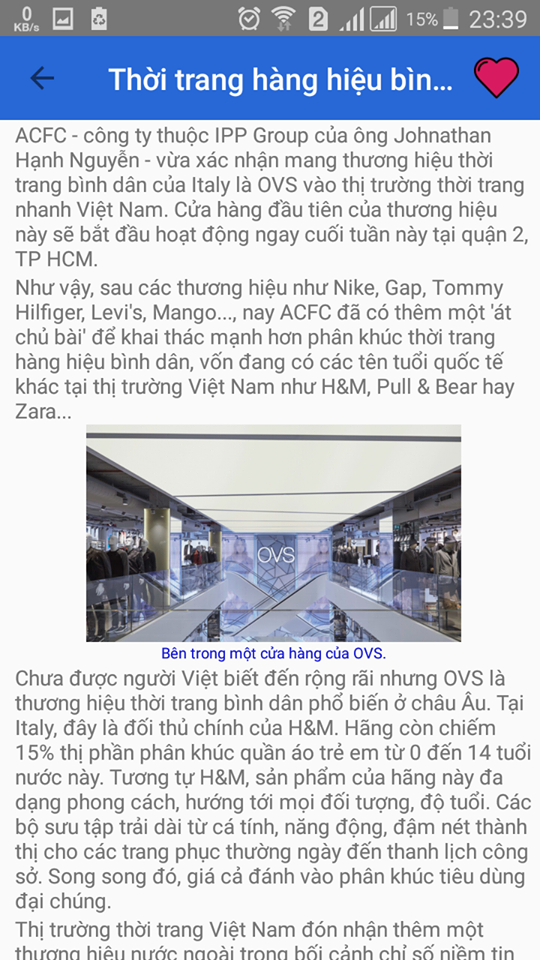 0
KB/s
2
15%
23:39
Thời trang hàng hiệu bìn...
ACFC - công ty thuộc IPP Group của ông Johnathan
Hạnh Nguyễn - vừa xác nhận mang thương hiệu thời
trang bình dân của Italy là OVS vào thị trường thời trang
nhanh Việt Nam. Cửa hàng đầu tiên của thương hiệu
này sẽ bắt đầu hoạt động ngay cuối tuần này tại quận 2,
TP HCM.
Như vậy, sau các thương hiệu như Nike, Gap, Tommy
Hilfiger, Levi's, Mango..., nay ACFC đã có thêm một 'át
chủ bài' để khai thác mạnh hơn phân khúc thời trang
hàng hiệu bình dân, vốn đang có các tên tuổi quốc tế
khác tại thị trường Việt Nam như H&M, Pull & Bear hay
Zara...
OVS
Bên trong một cửa hàng của OVS.
Chưa được người Việt biết đến rộng rãi nhưng OVS là
thương hiệu thời trang bình dân phổ biến ở châu Âu. Tại
Italy, đây là đối thủ chính của H&M. Hãng còn chiếm
15% thị phần phân khúc quần áo trẻ em từ 0 đến 14 tuổi
nước này. Tương tự H&M, sản phẩm của hãng này đa
dạng phong cách, hướng tới mọi đối tượng, độ tuổi. Các
bộ sưu tập trải dài từ cá tính, năng động, đậm nét thành
thị cho các trang phục thường ngày đến thanh lịch công
sở. Song song đó, giá cả đánh vào phân khúc tiêu dùng
đại chúng.
Thị trường thời trang Việt Nam đón nhận thêm một
thương hiệu nước ngoài trong bối cảnh chỉ số niềm tin